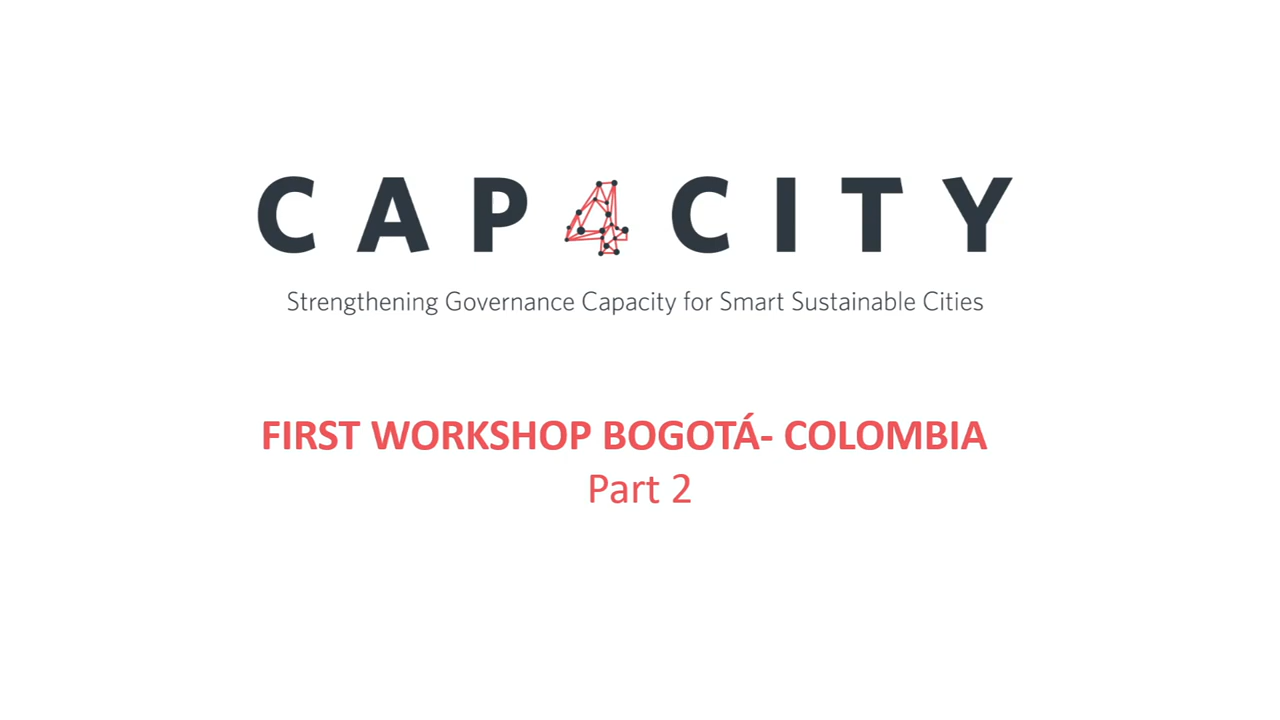 CAP4CITY
Strengthening Governance Capacity for Smart Sustainable Cities
FIRST WORKSHOP BOGOTÁ- COLOMBIA
Part 2